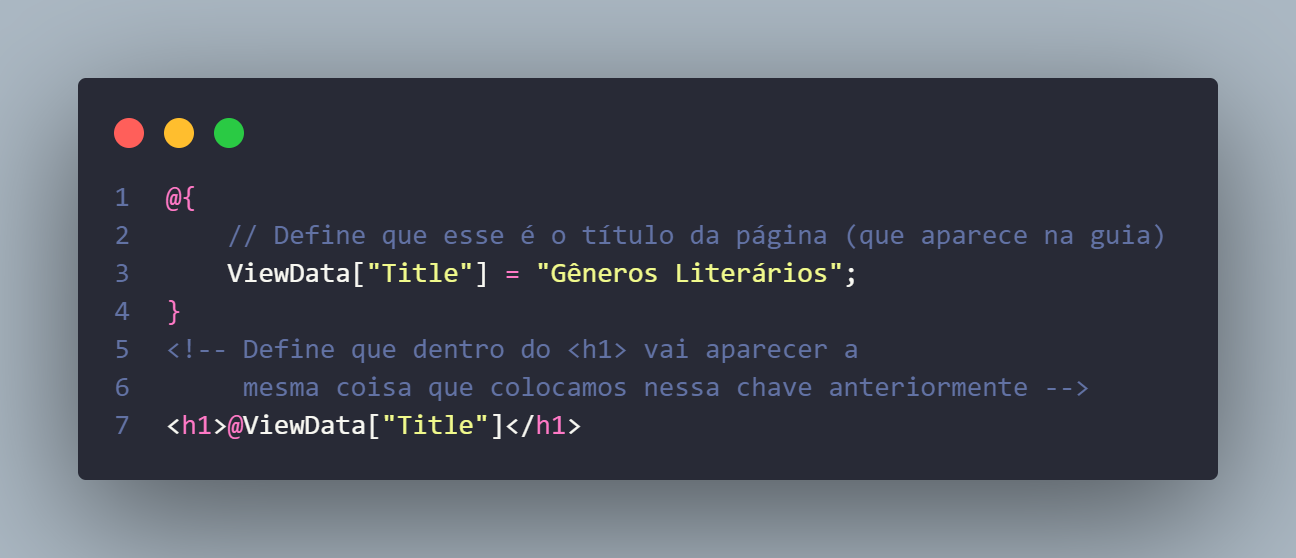 1 @{
2 // Define que esse é o título da página (que aparece na guia)
3 ViewData["Title"] = "Gêneros Literários";
4 }
5 <!-- Define que dentro do <h1> vai aparecer a
6 mesma coisa que colocamos nessa chave anteriormente -->
7 <h1>@ViewData["Title"]</h1>